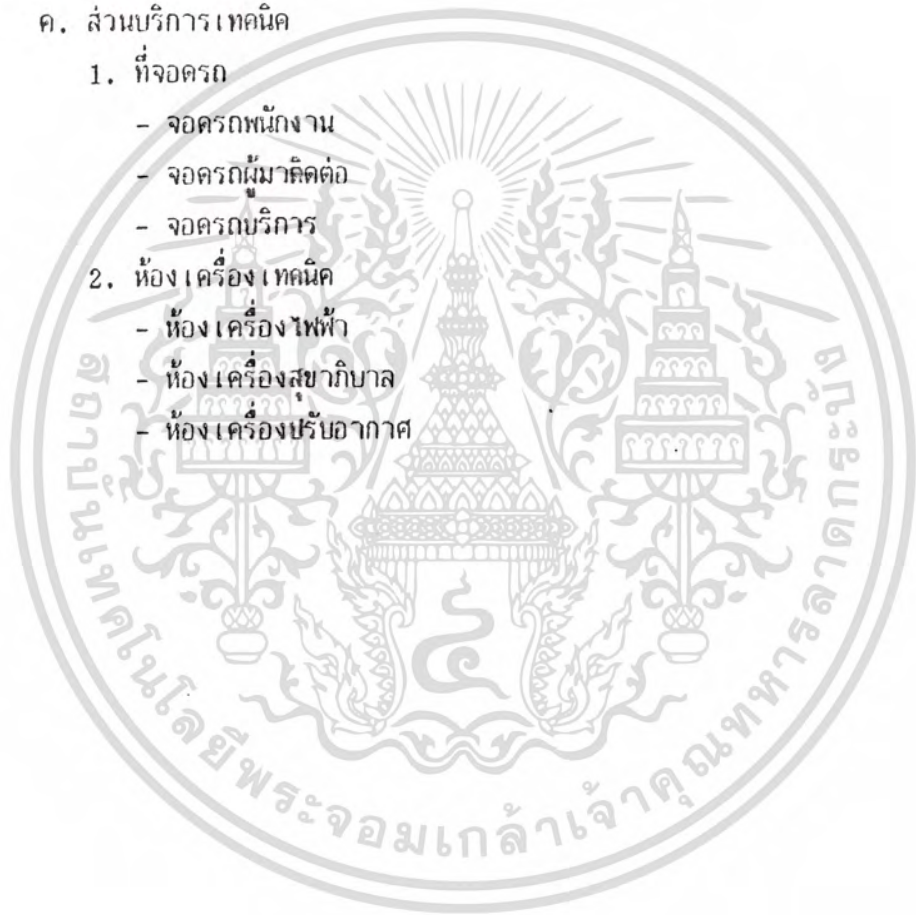 ค. ส่วนบริการเทคนิค
1. ที่จอดรถ
- จอดรถพนักงาน
- จอดรถผู้มาติดต่อ
- จอดรถบริการ
2. ห้องเครื่องเทคนิค
- ห้องเครื่องไฟฟ้า
- ห้องเครื่องสุขาภิบาล
- ห้องเครื่องปรับอากาศ
สถาบันเทคโนโลยีพระจอมเกล้าเจ้าคุณทหารลาดกระบัง